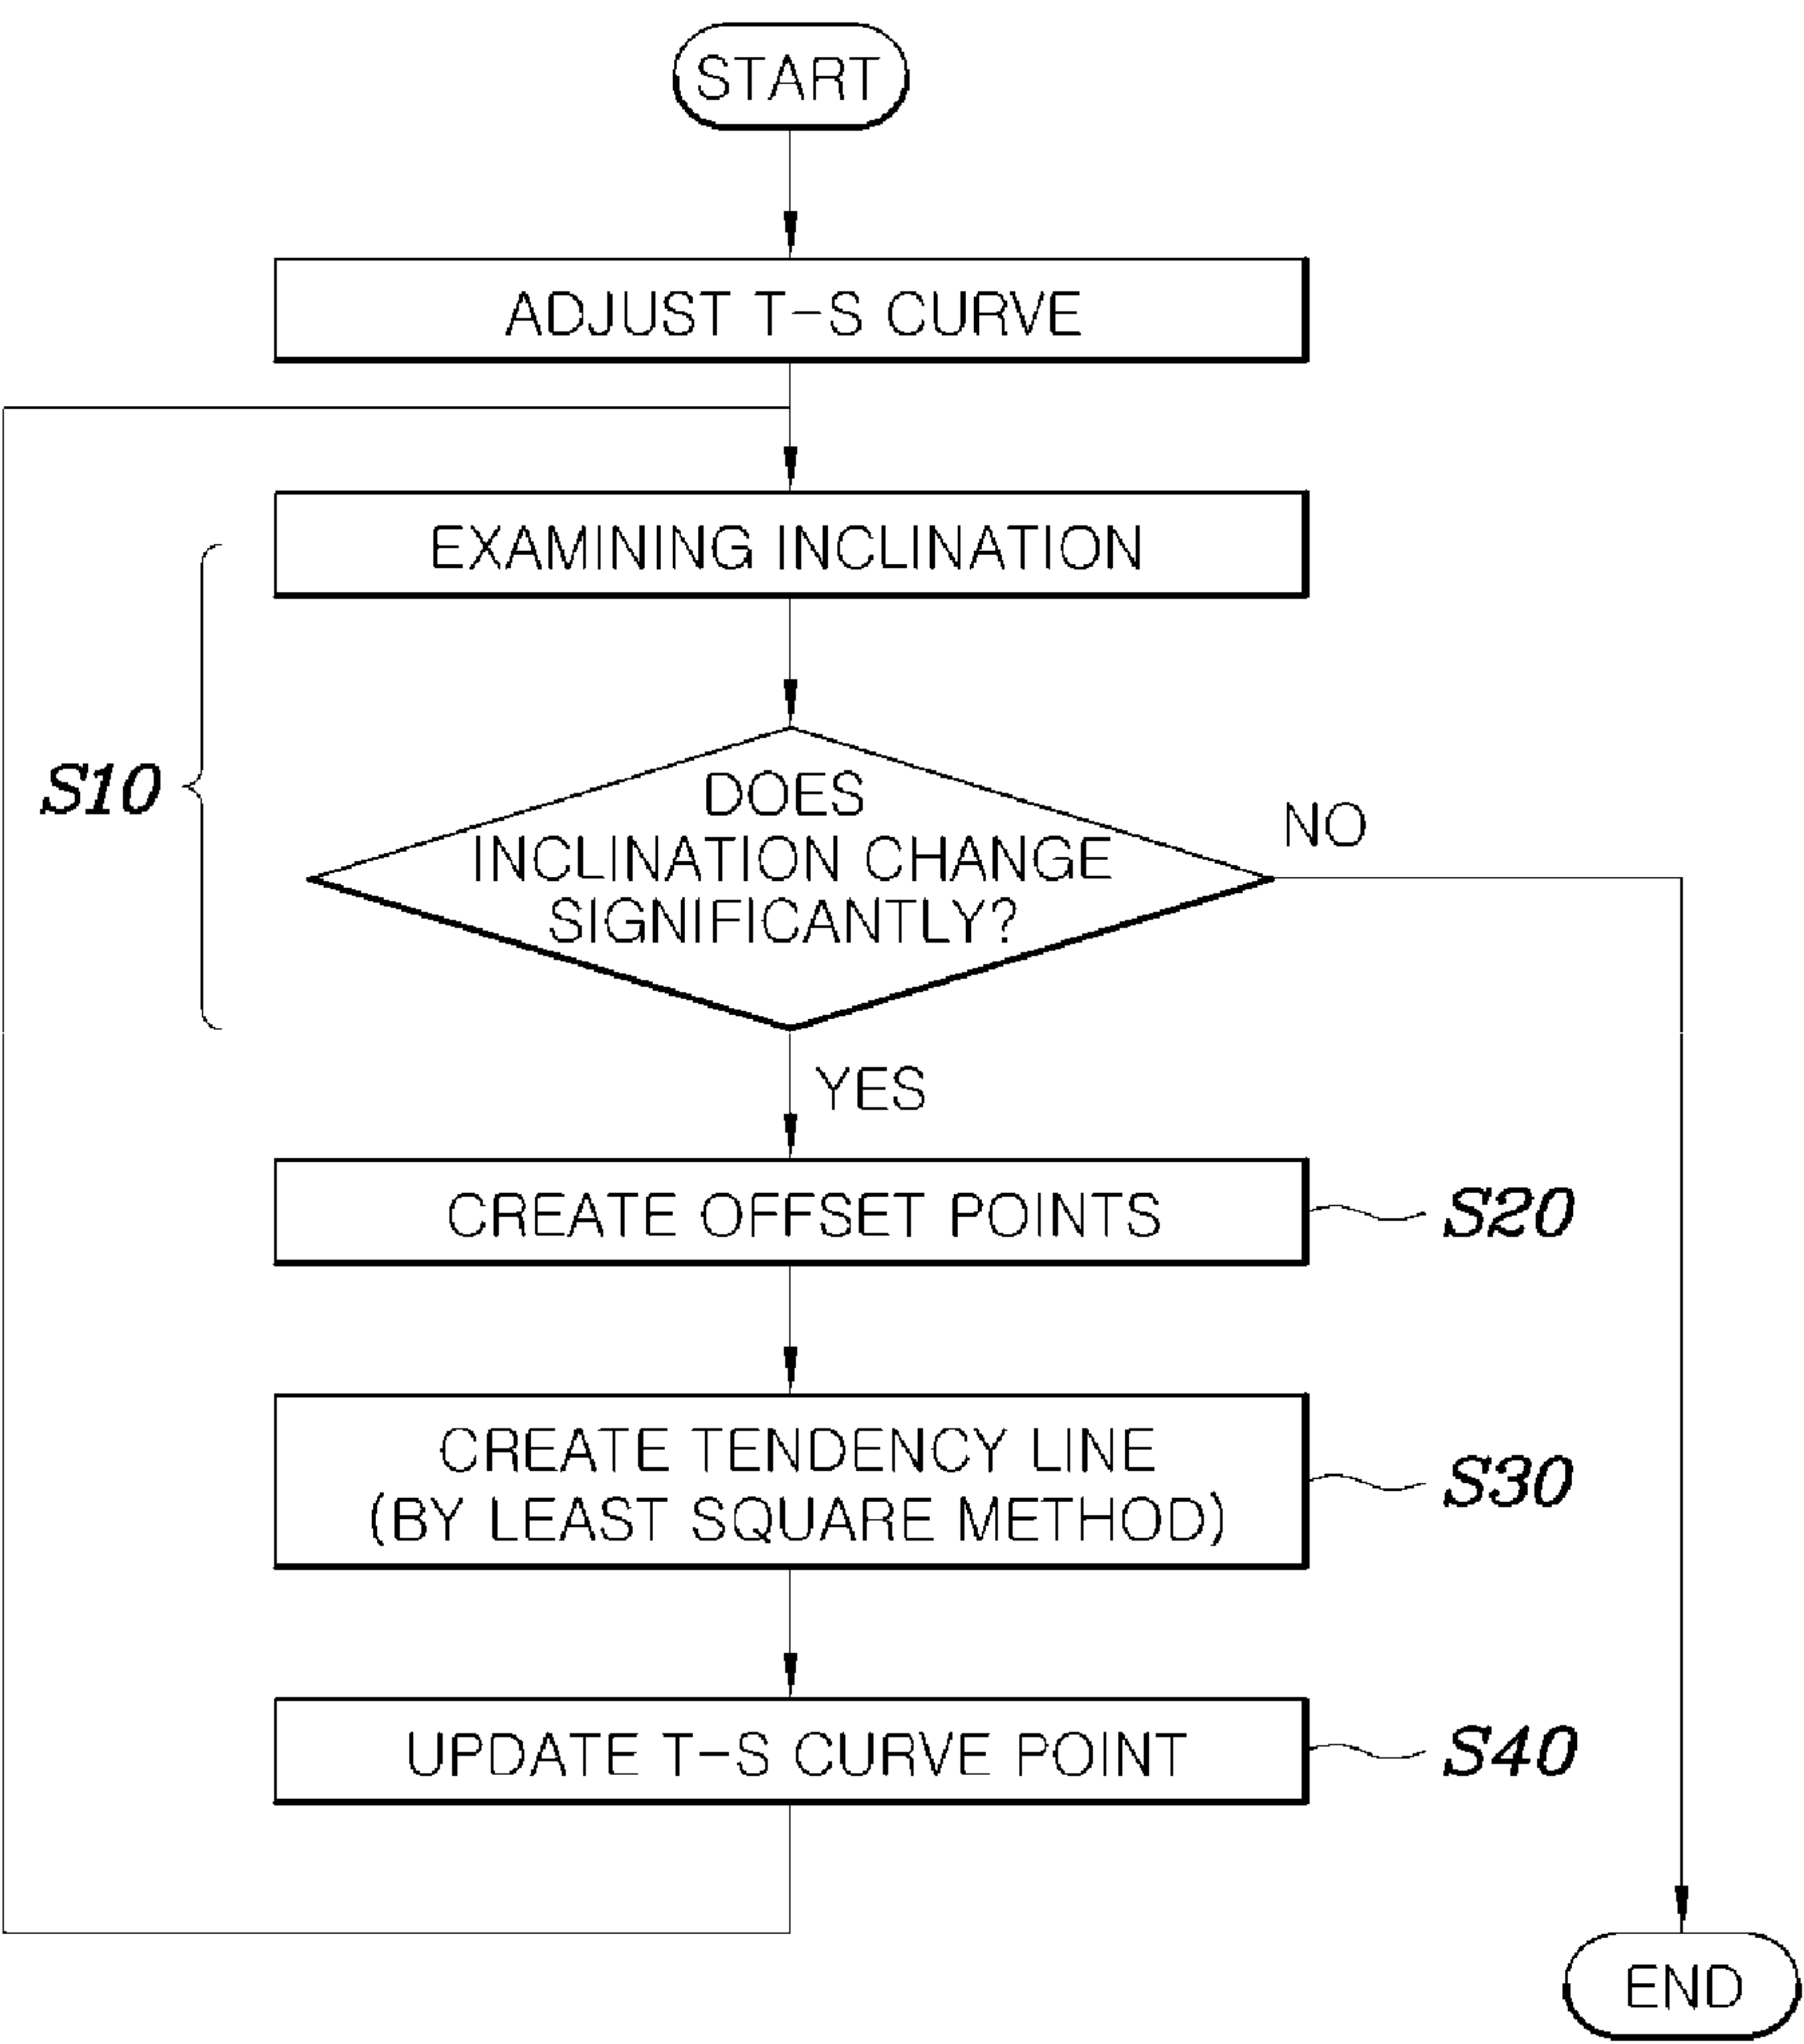 START
ADJUST T-S CURVE
EXAMINING INCLINATION
S10
DOES
INCLINATION CHANGE
SIGNIFICANTLY?
NO
YES
CREATE OFFSET POINTS
S20
CREATE TENDENCY LINE
(BY LEAST SQUARE METHOD)
S30
UPDATE T-S CURVE POINT
S40
END